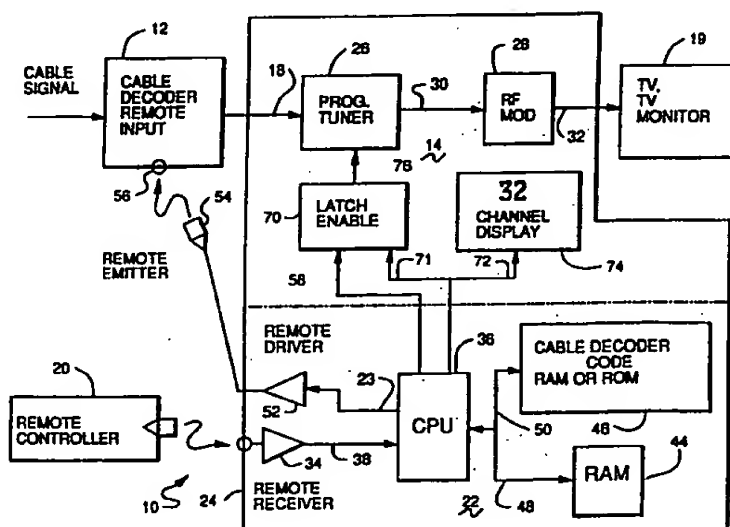 12
26
28
19
CABLE
SIGNAL
CABLE
DECODER
REMOTE
INPUT
18
PROG.
TUNER
30
RF
MOD
32
TV,
TV
MONITOR
56
54
76
14
70
LATCH
ENABLE
32
CHANNEL
DISPLAY
REMOTE
EMITTER
58
71
72
74
REMOTE
DRIVER
36
20
23
CABLE DECODER
CODE
RAM OR ROM
52
CPU
50
46
REMOTE
CONTROLLER
34
38
RAM
44
10
24
REMOTE
RECEIVER
22
48